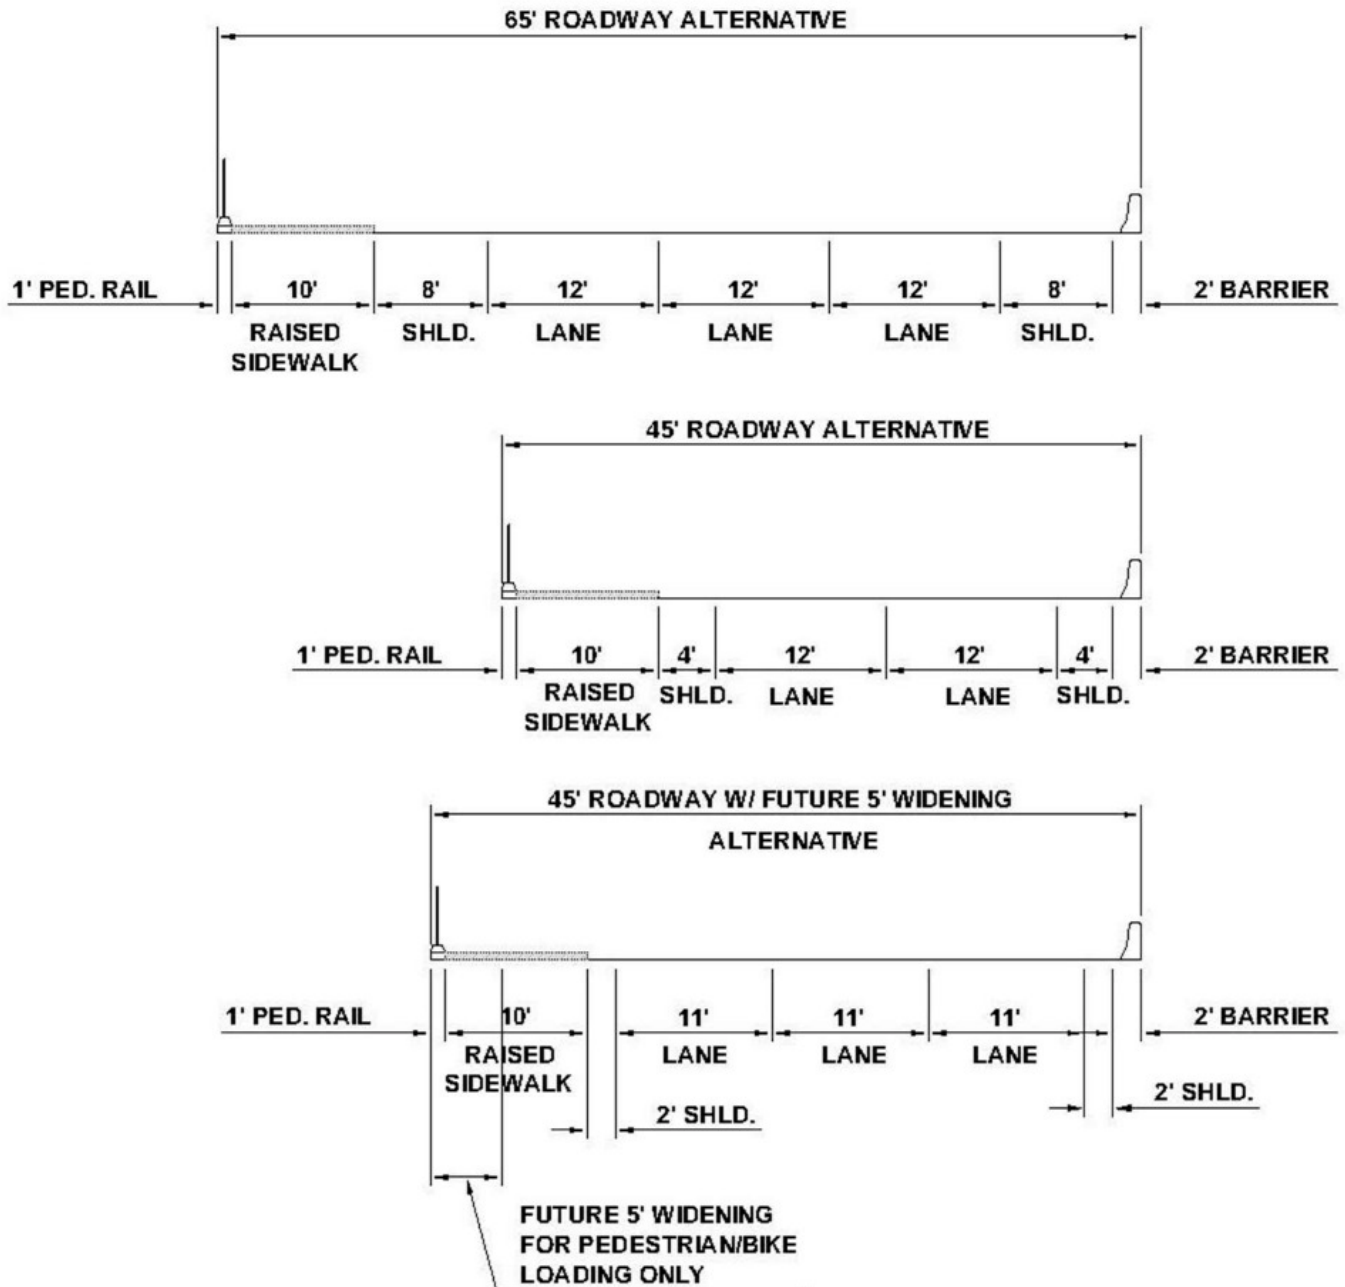 65' ROADWAY ALTERNATIVE
1' PED. RAIL 10' 8' 12' 12' 12' 8' 2' BARRIER
RAISED SHLD. LANE LANE LANE SHLD.
SIDEWALK
45' ROADWAY ALTERNATIVE
1' PED. RAIL 10' 4' 12' 12' 4' 2' BARRIER
RAISED SHLD. LANE LANE SHLD.
SIDEWALK
45' ROADWAY W/ FUTURE 5' WIDENING
ALTERNATIVE
1' PED. RAIL 10' 11' 11' 11' 2' BARRIER
RAISED LANE LANE LANE
SIDEWALK
2' SHLD. 2' SHLD.
FUTURE 5' WIDENING
FOR PEDESTRIAN/BIKE
LOADING ONLY